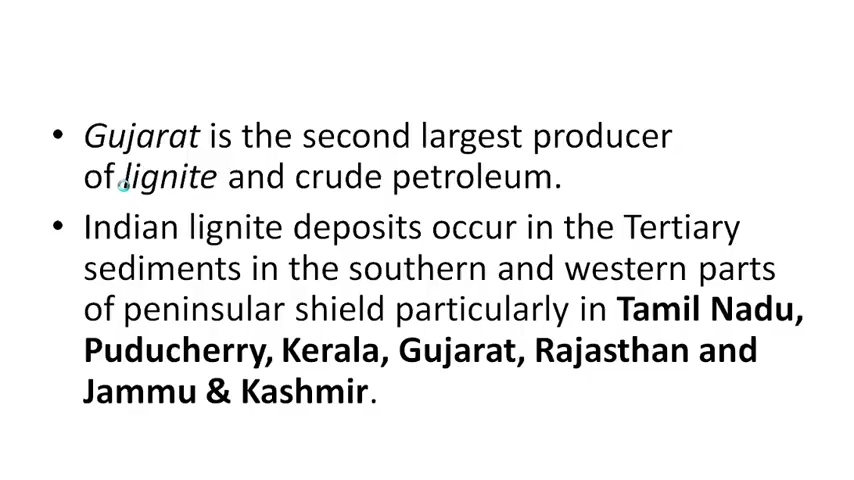 • Gujarat is the second largest producer
of lignite and crude petroleum.
• Indian lignite deposits occur in the Tertiary
sediments in the southern and western parts
of peninsular shield particularly in Tamil Nadu,
Puducherry, Kerala, Gujarat, Rajasthan and
Jammu & Kashmir.